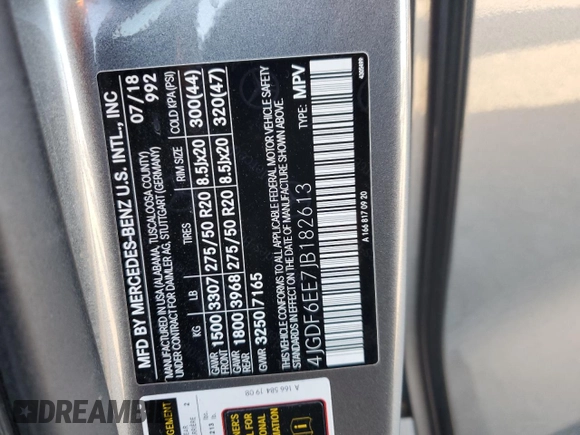 MFD BY MERCEDES-BENZ U.S. INTL., INC
MANUFACTURED IN USA (ALABAMA, TUSCALOOSA COUNTY)
UNDER CONTRACT FOR DAIMLER AG, STUTTGART (GERMANY)
07/18
992
KG LB TIRES RIM SIZE COLD KPA(PSI)
GAWR FRONT 1500 3307 275/50 R20 8.5Jx20 300(44)
GAWR REAR 1800 3968 275/50 R20 8.5Jx20 320(47)
GVWR 3250 7165
THIS VEHICLE CONFORMS TO ALL APPLICABLE FEDERAL MOTOR VEHICLE SAFETY
STANDARDS IN EFFECT ON THE DATE OF MANUFACTURE SHOWN ABOVE.
4JGDF6EE7JB182613 TYPE: MPV
A 166 817 09 20
A 166 584 19 08
DREAMB